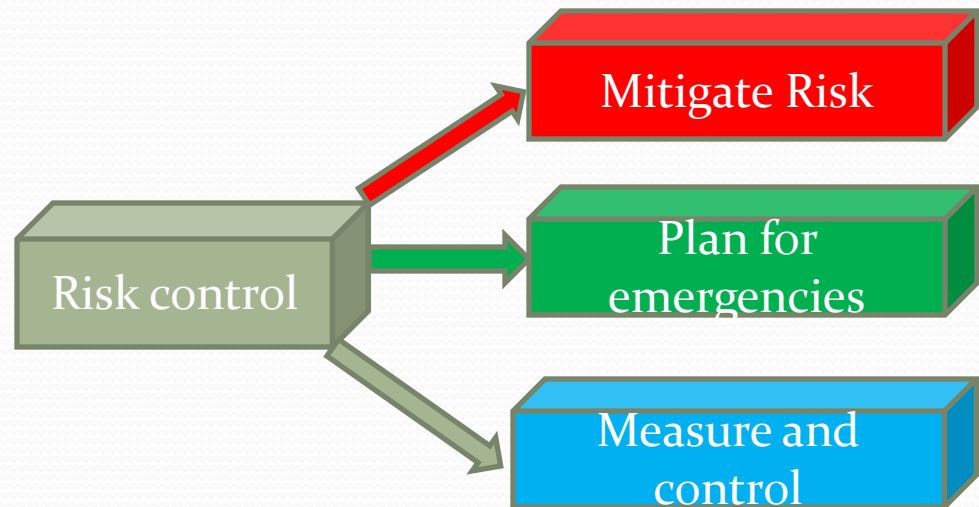 Mitigate Risk
Risk control
Plan for
emergencies
Measure and
control